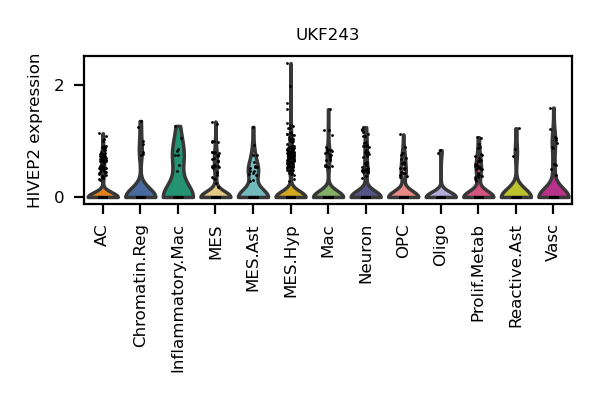 UKF243
HIVEP2 expression
2
0
AC
Chromatin.Reg
Inflammatory.Mac
MES
MES.Ast
MES.Hyp
Mac
Neuron
OPC
Oligo
Prolif.Metab
Reactive.Ast
Vasc